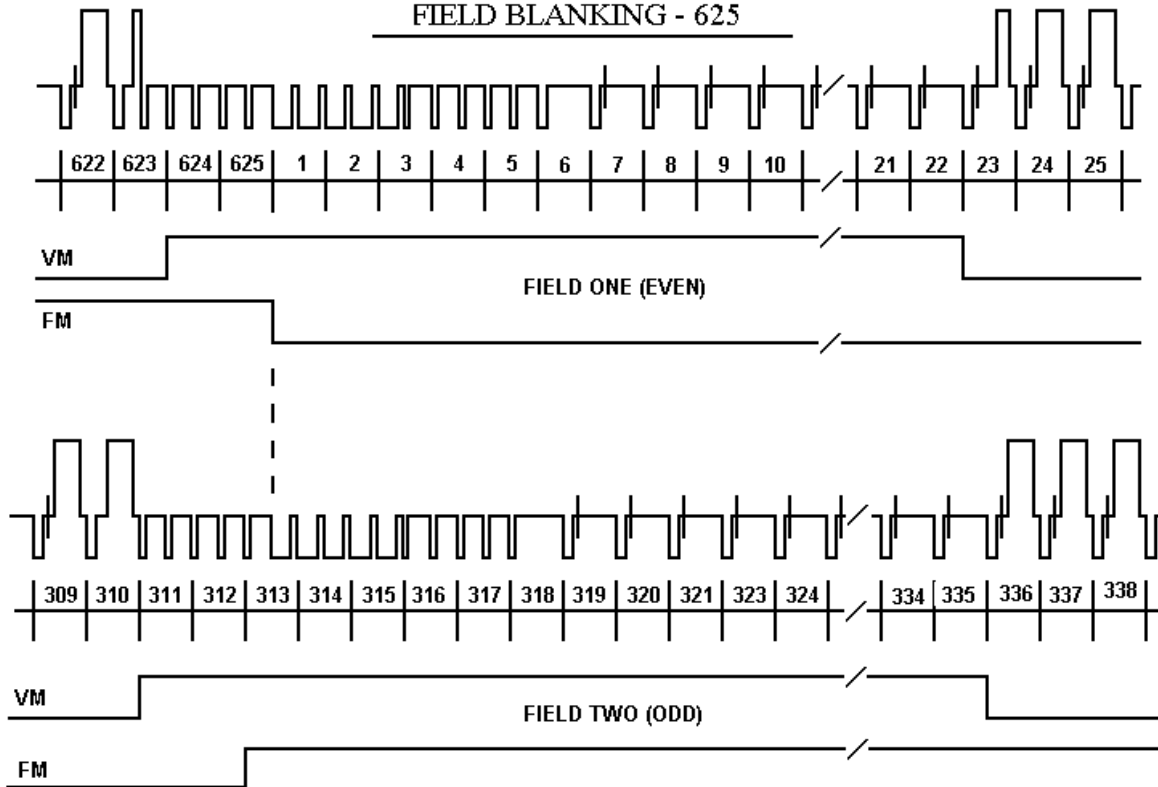 FIELD BLANKING - 625
622 623 624 625 1 2 3 4 5 6 7 8 9 10 21 22 23 24 25
VM
FIELD ONE (EVEN)
FM
309 310 311 312 313 314 315 316 317 318 319 320 321 323 324 334 335 336 337 338
VM
FIELD TWO (ODD)
FM